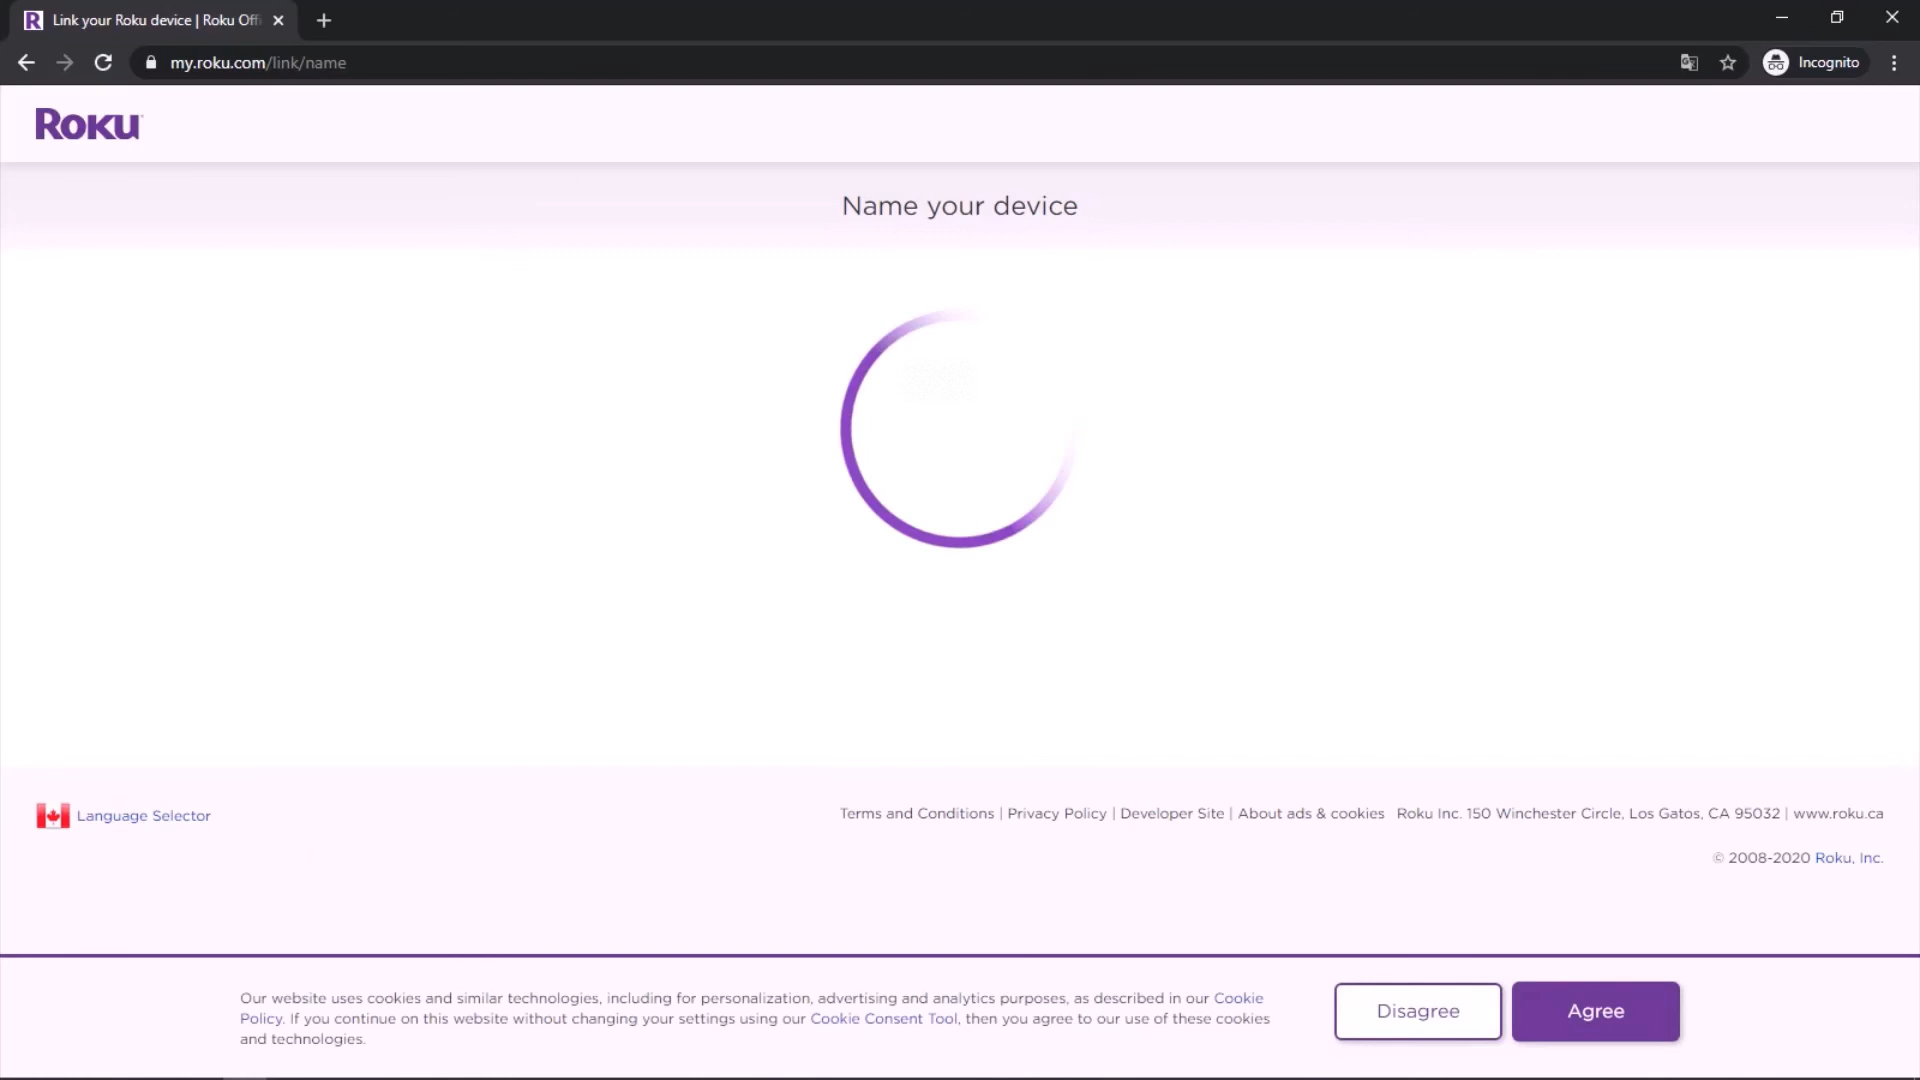 Link your Roku device | Roku Offi
my.roku.com/link/name
Incognito
Roku
Name your device
Language Selector
Terms and Conditions | Privacy Policy | Developer Site | About ads & cookies Roku Inc. 150 Winchester Circle, Los Gatos, CA 95032 | www.roku.ca
© 2008-2020 Roku, Inc.
Our website uses cookies and similar technologies, including for personalization, advertising and analytics purposes, as described in our Cookie
Policy. If you continue on this website without changing your settings using our Cookie Consent Tool, then you agree to our use of these cookies
and technologies.
Disagree
Agree